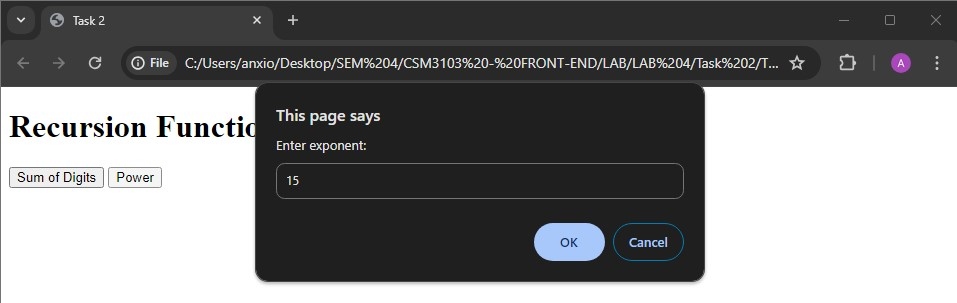 Task 2
File C:/Users/anxio/Desktop/SEM%204/CSM3103%20-%20FRONT-END/LAB/LAB%204/Task%202/T...
A
This page says
Enter exponent:
15
OK Cancel
Recursion Functio
Sum of Digits Power